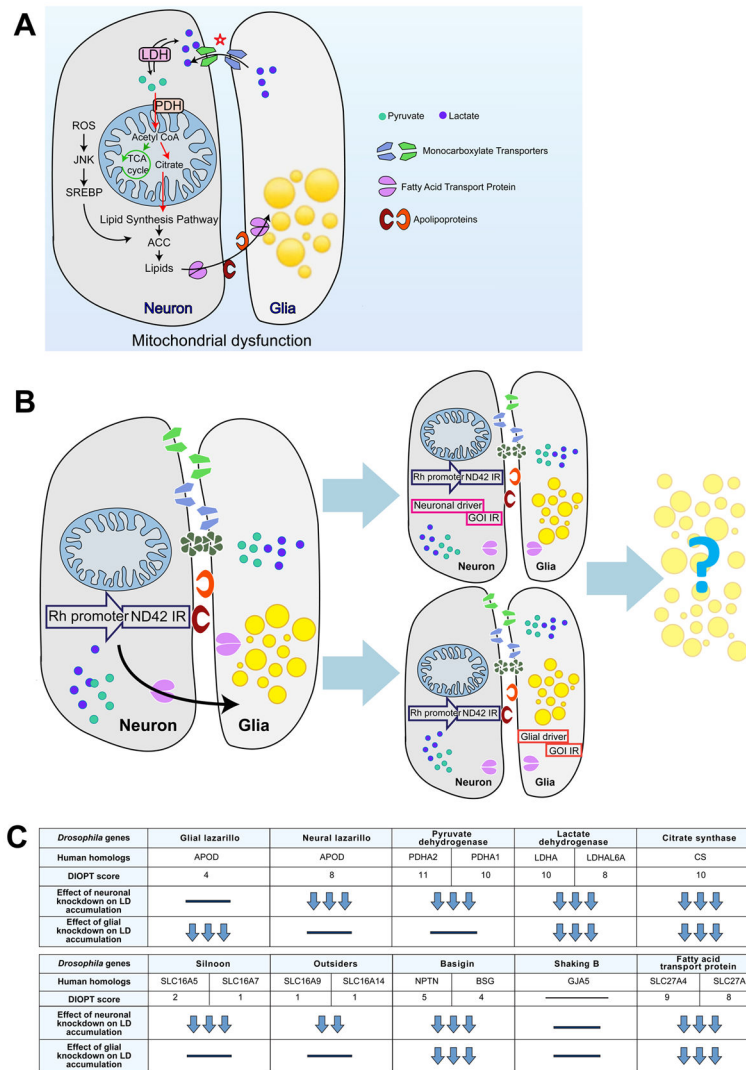 A
LDH
PDH
ROS
Acetyl CoA
JNK
TCA
cycle
Citrate
SREBP
Lipid Synthesis Pathway
ACC
Lipids
Neuron
Glia
Mitochondrial dysfunction
Pyruvate
Lactate
Monocarboxylate Transporters
Fatty Acid Transport Protein
Apolipoproteins
B
Rh promoter
ND42 IR
Neuron
Glia
Rh promoter
ND42 IR
Neuronal driver
GOI IR
Neuron
Glia
?
Rh promoter
ND42 IR
Glial driver
GOI IR
Neuron
Glia
C
Drosophila genes Glial lazarillo Neural lazarillo Pyruvate dehydrogenase Lactate dehydrogenase Citrate synthase
Human homologs APOD APOD PDHA2 PDHA1 LDHA LDHAL6A CS
DIOPT score 4 8 11 10 10 8 10
Effect of neuronal
knockdown on LD
accumulation
Effect of glial
knockdown on LD
accumulation
Drosophila genes Silnoon Outsiders Basigin Shaking B Fatty acid transport protein
Human homologs SLC16A5 SLC16A7 SLC16A9 SLC16A14 NPTN BSG GJA5 SLC27A4
DIOPT score 2 1 1 1 5 4 9 8
Effect of neuronal
knockdown on LD
accumulation
Effect of glial
knockdown on LD
accumulation